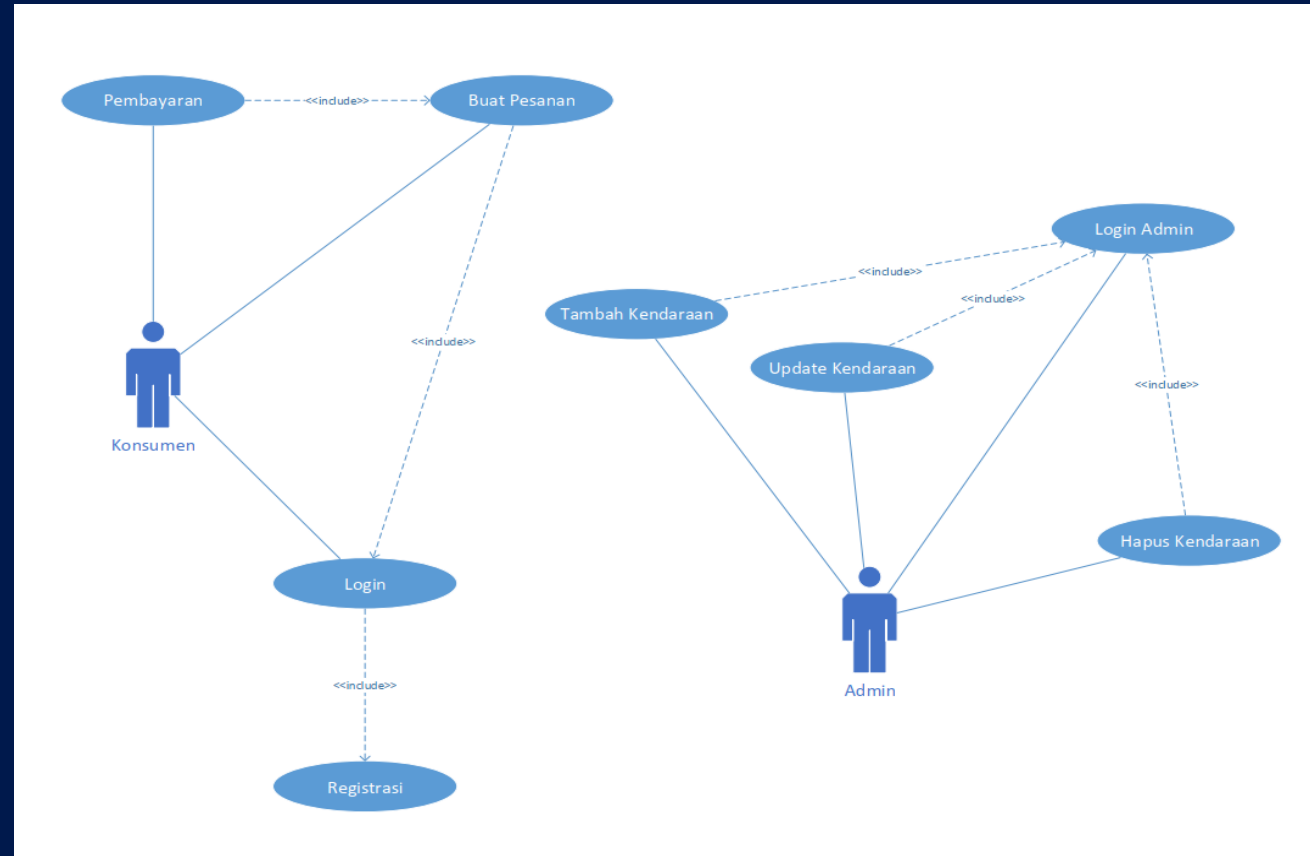 Pembayaran
<<include>>
Buat Pesanan
Login Admin
<<include>>
<<include>>
Tambah Kendaraan
<<include>>
Update Kendaraan
<<include>>
Konsumen
Hapus Kendaraan
Login
<<include>>
Admin
Registrasi